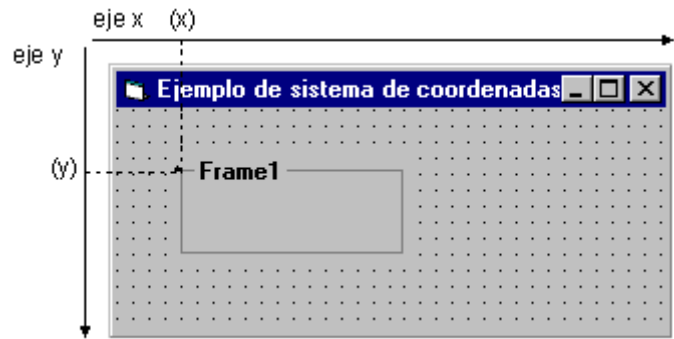 eje x (x)
eje y
Ejemplo de sistema de coordenadas
(y)
Frame1